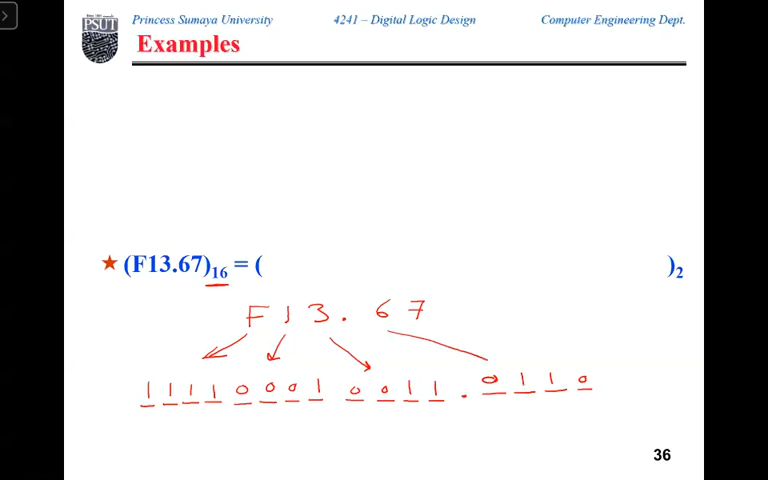 Princess Sumaya University 4241 – Digital Logic Design Computer Engineering Dept.
PSUT
Examples
★ (F13.67)16 = ( )2
F 1 3 . 6 7
1 1 1 1 0 0 0 1 0 0 1 1 . 0 1 1 0
36